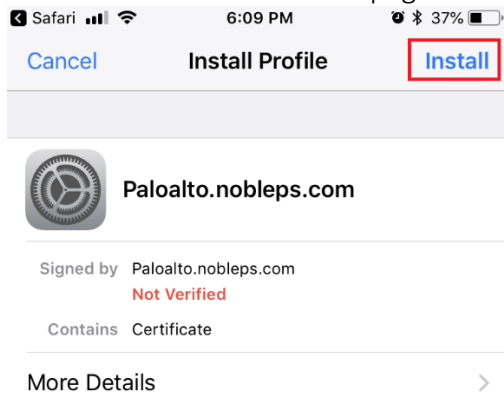 Safari 6:09 PM 37%
Cancel Install Profile Install
Paloalto.nobleps.com
Signed by Paloalto.nobleps.com
Not Verified
Contains Certificate
More Details